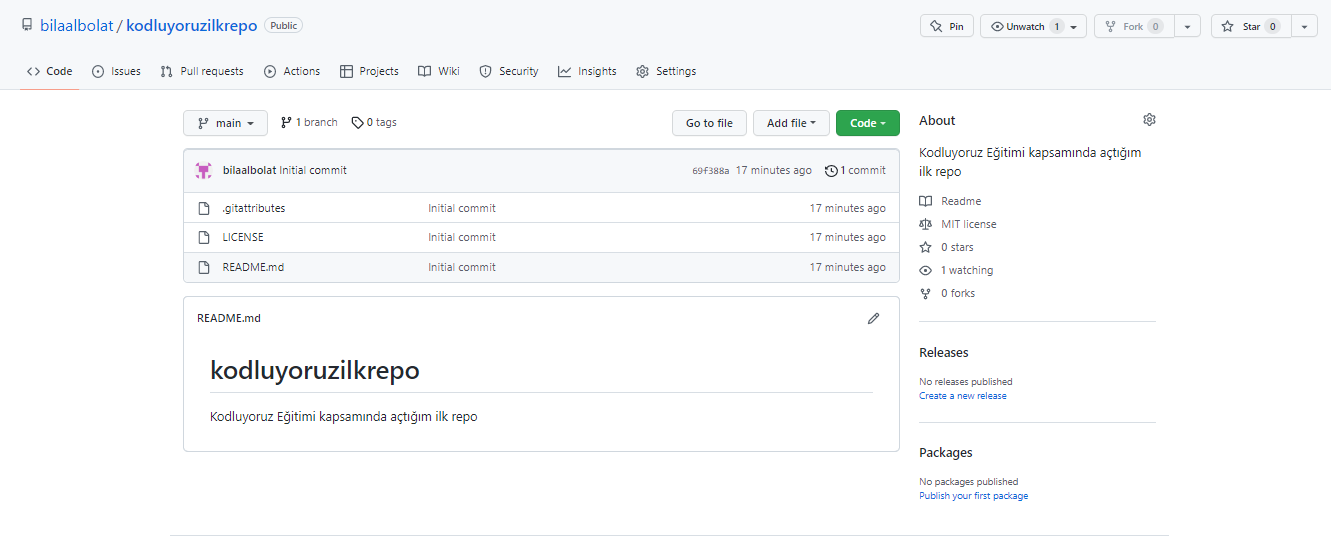 bilaalbolat / kodluyoruzilkrepo Public
Pin Unwatch 1 Fork 0 Star 0
Code Issues Pull requests Actions Projects Wiki Security Insights Settings
main 1 branch 0 tags Go to file Add file Code
bilaalbolat Initial commit 69f388a 17 minutes ago 1 commit
.gitattributes Initial commit 17 minutes ago
LICENSE Initial commit 17 minutes ago
README.md Initial commit 17 minutes ago
README.md
kodluyoruzilkrepo
Kodluyoruz Eğitimi kapsamında açtığım ilk repo
About
Kodluyoruz Eğitimi kapsamında açtığım
ilk repo
Readme
MIT license
0 stars
1 watching
0 forks
Releases
No releases published
Create a new release
Packages
No packages published
Publish your first package